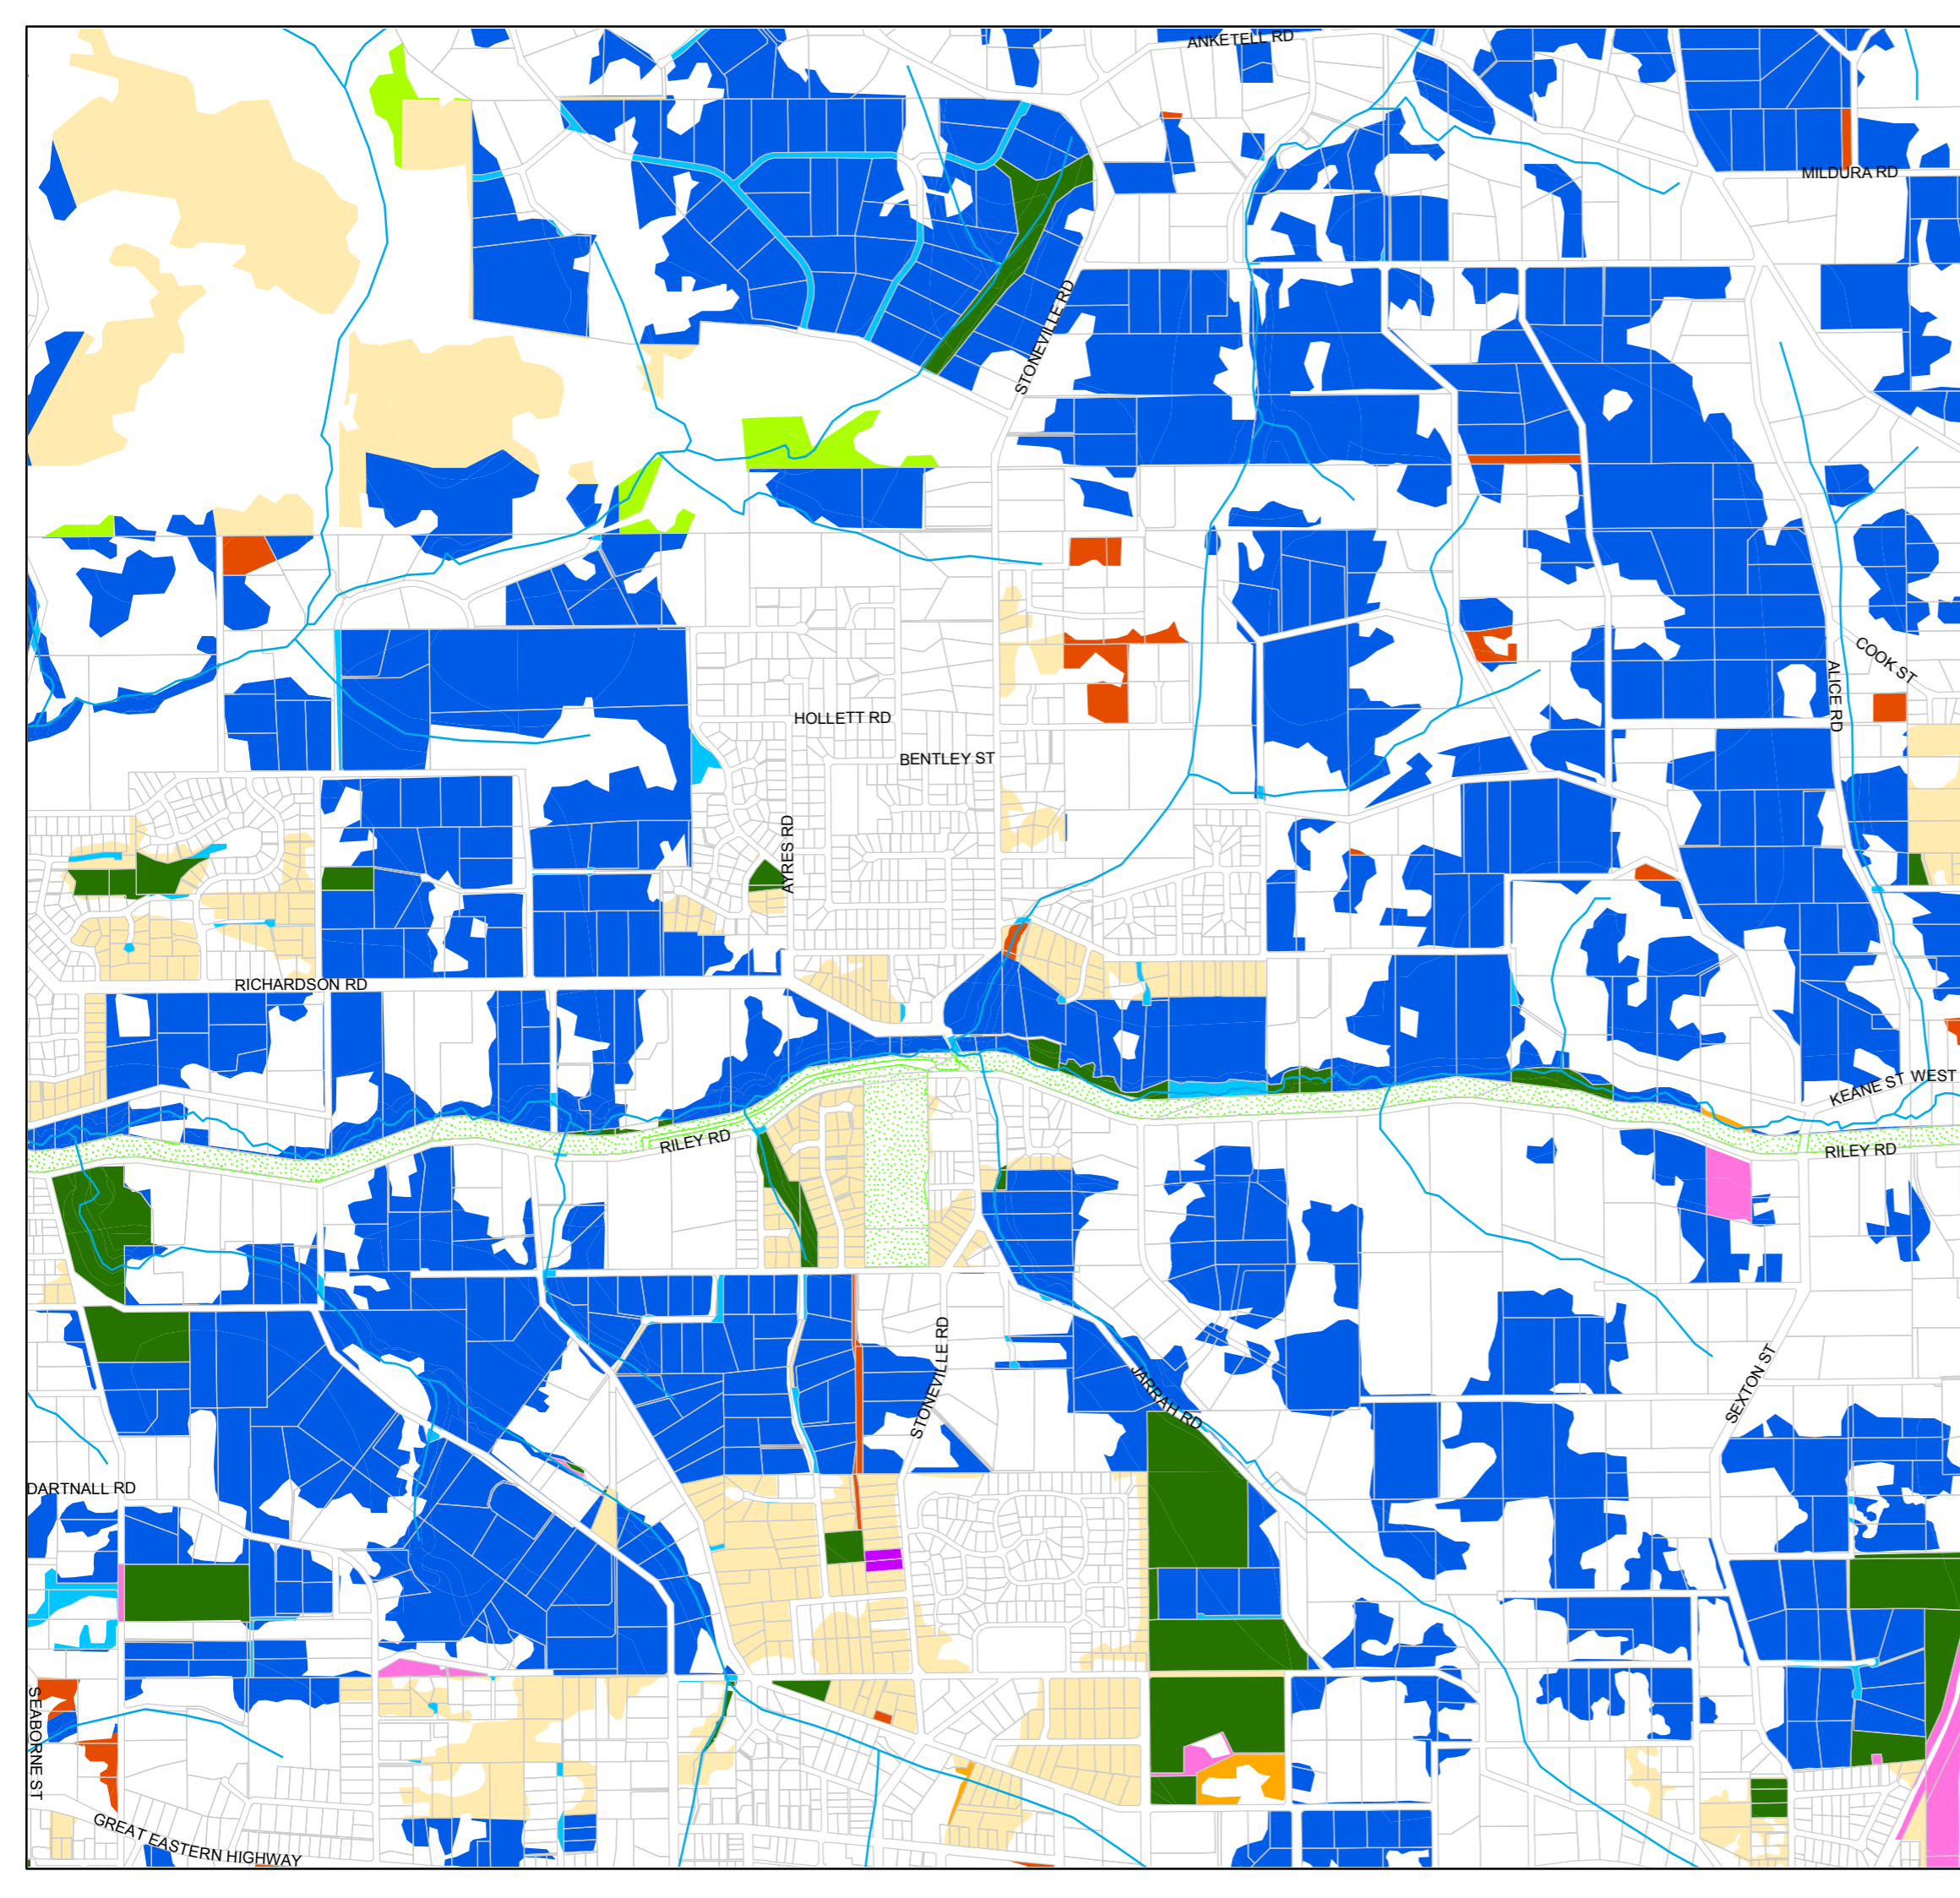 ANKETELL RD
MILDURA RD
STONEVILLE RD
COOK ST
ALICE RD
HOLLETT RD
BENTLEY ST
AYRES RD
RICHARDSON RD
KEANE ST WEST
RILEY RD
RILEY RD
STONEVILLE RD
JARRAH RD
SEXTON ST
DARTNALL RD
SEABORNE ST
GREAT EASTERN HIGHWAY